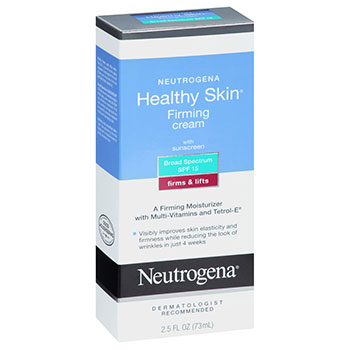 NEUTROGENA
Healthy Skin®
Firming
cream
with
sunscreen
Broad Spectrum
SPF 15
firms & lifts
A Firming Moisturizer
with Multi-Vitamins and Tetrol-E®
• Visibly improves skin elasticity and
firmness while reducing the look of
wrinkles in just 4 weeks
Neutrogena®
DERMATOLOGIST
RECOMMENDED
2.5 FL OZ (73mL)